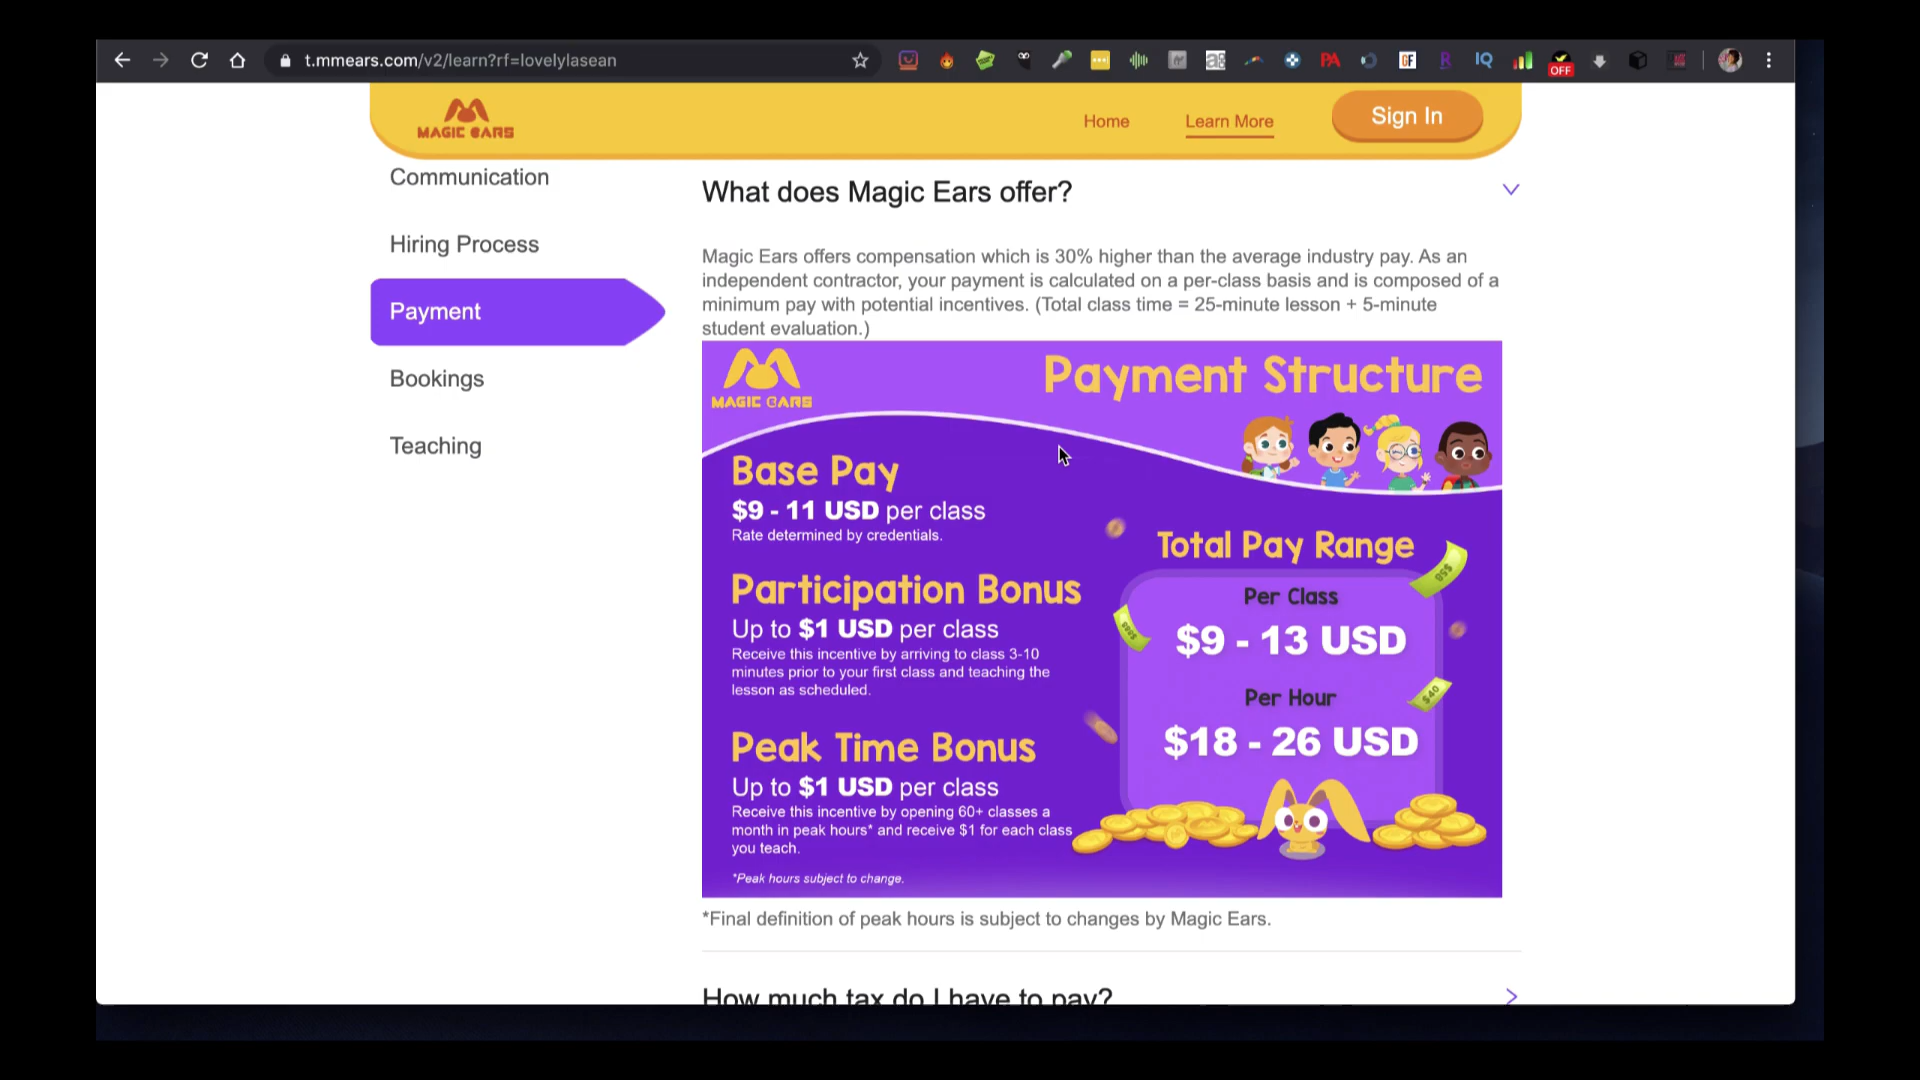 t.mmears.com/v2/learn?rf=lovelylasean
PA
GF
R
IQ
OFF
MAGIC EARS
Home
Learn More
Sign In
Communication
Hiring Process
Payment
Bookings
Teaching
What does Magic Ears offer?
Magic Ears offers compensation which is 30% higher than the average industry pay. As an
independent contractor, your payment is calculated on a per-class basis and is composed of a
minimum pay with potential incentives. (Total class time = 25-minute lesson + 5-minute
student evaluation.)
MAGIC EARS
Payment Structure
Base Pay
$9 - 11 USD per class
Rate determined by credentials.
Participation Bonus
Up to $1 USD per class
Receive this incentive by arriving to class 3-10
minutes prior to your first class and teaching the
lesson as scheduled.
Peak Time Bonus
Up to $1 USD per class
Receive this incentive by opening 60+ classes a
month in peak hours* and receive $1 for each class
you teach.
*Peak hours subject to change.
Total Pay Range
Per Class
$9 - 13 USD
Per Hour
$18 - 26 USD
$50
$40
*Final definition of peak hours is subject to changes by Magic Ears.
How much tax do I have to pay?